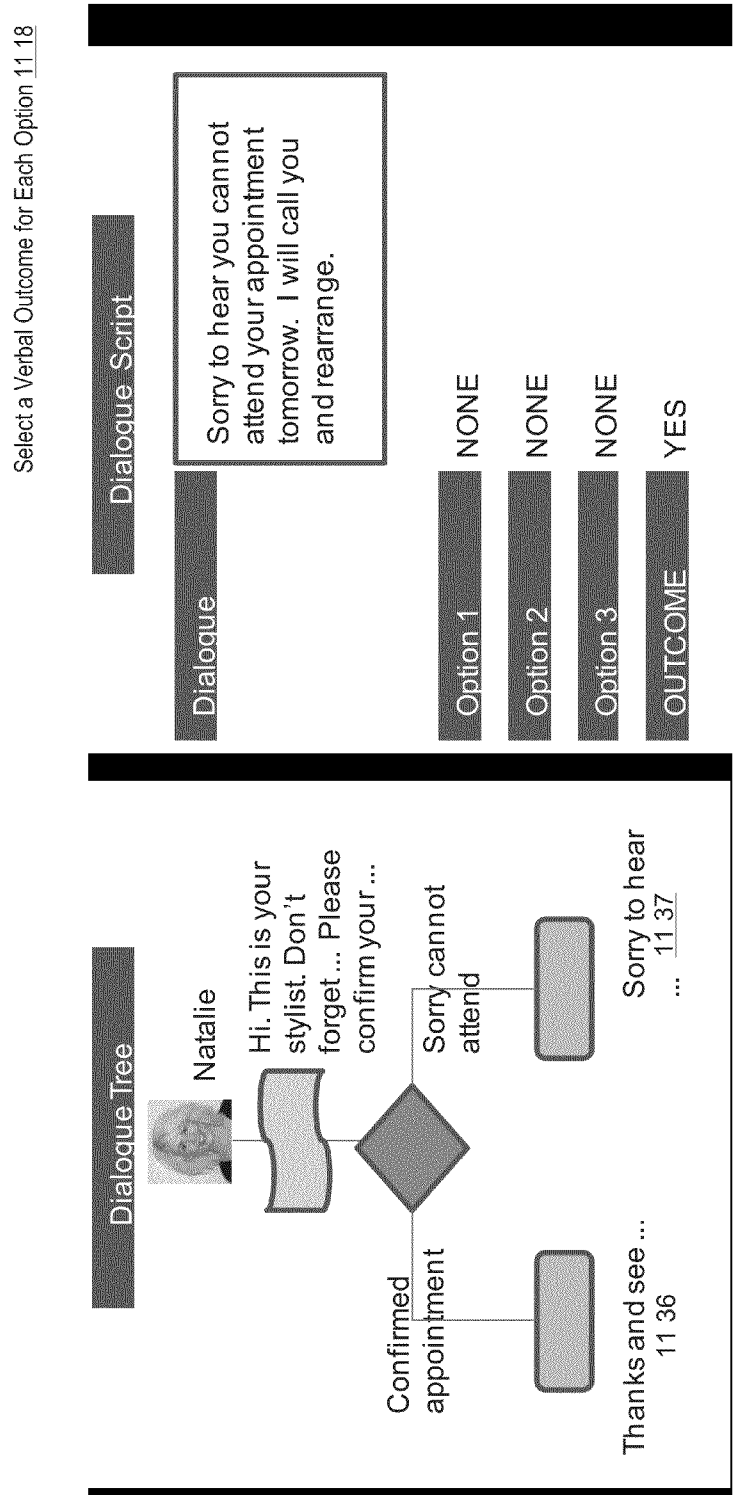 Select a Verbal Outcome for Each Option 11 18
Dialogue Tree
Natalie
Hi. This is your
stylist. Don't
forget ... Please
confirm your ...
Confirmed
appointment
Sorry cannot
attend
Thanks and see ...
11 36
Sorry to hear
... 11 37
Dialogue Script
Dialogue
Sorry to hear you cannot
attend your appointment
tomorrow. I will call you
and rearrange.
Option 1 NONE
Option 2 NONE
Option 3 NONE
OUTCOME YES